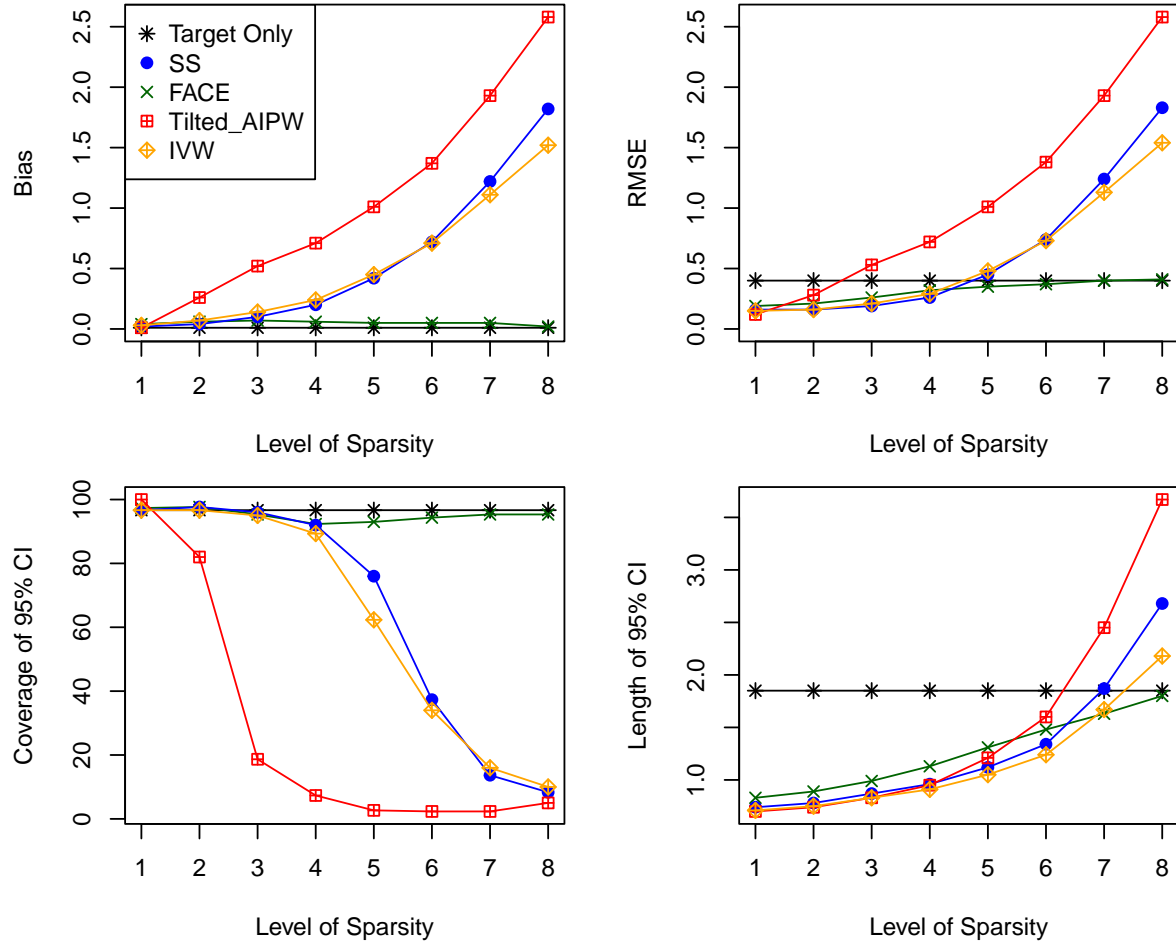 Bias
0.0 0.5 1.0 1.5 2.0 2.5
Target Only
SS
FACE
Tilted_AIPW
IVW
1 2 3 4 5 6 7 8
Level of Sparsity
RMSE
0.0 0.5 1.0 1.5 2.0 2.5
1 2 3 4 5 6 7 8
Level of Sparsity
Coverage of 95% CI
0 20 40 60 80 100
1 2 3 4 5 6 7 8
Level of Sparsity
Length of 95% CI
1.0 2.0 3.0
1 2 3 4 5 6 7 8
Level of Sparsity